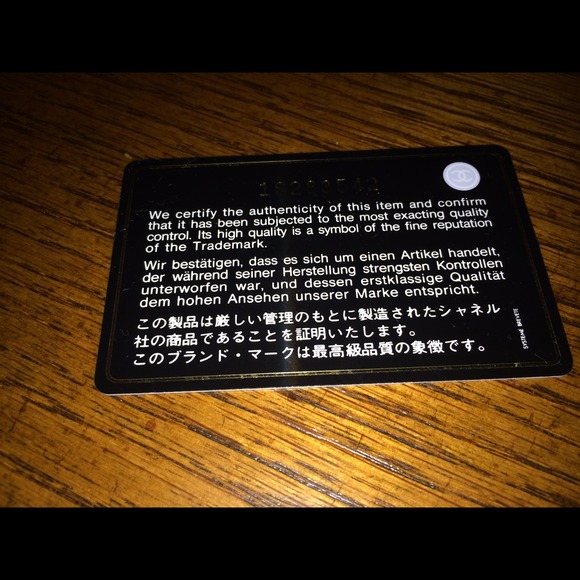 We certify the authenticity of this item and confirm
that it has been subjected to the most exacting quality
control. Its high quality is a symbol of the fine reputation
of the Trademark.
Wir bestätigen, dass es sich um einen Artikel handelt,
der während seiner Herstellung strengsten Kontrollen
unterworfen war, und dessen erstklassige Qualität
dem hohen Ansehen unserer Marke entspricht.
この製品は厳しい管理のもとに製造されたシャネル
社の商品であることを証明いたします。
このブランド・マークは最高級品質の象徴です。
SYSTEME BREVETE